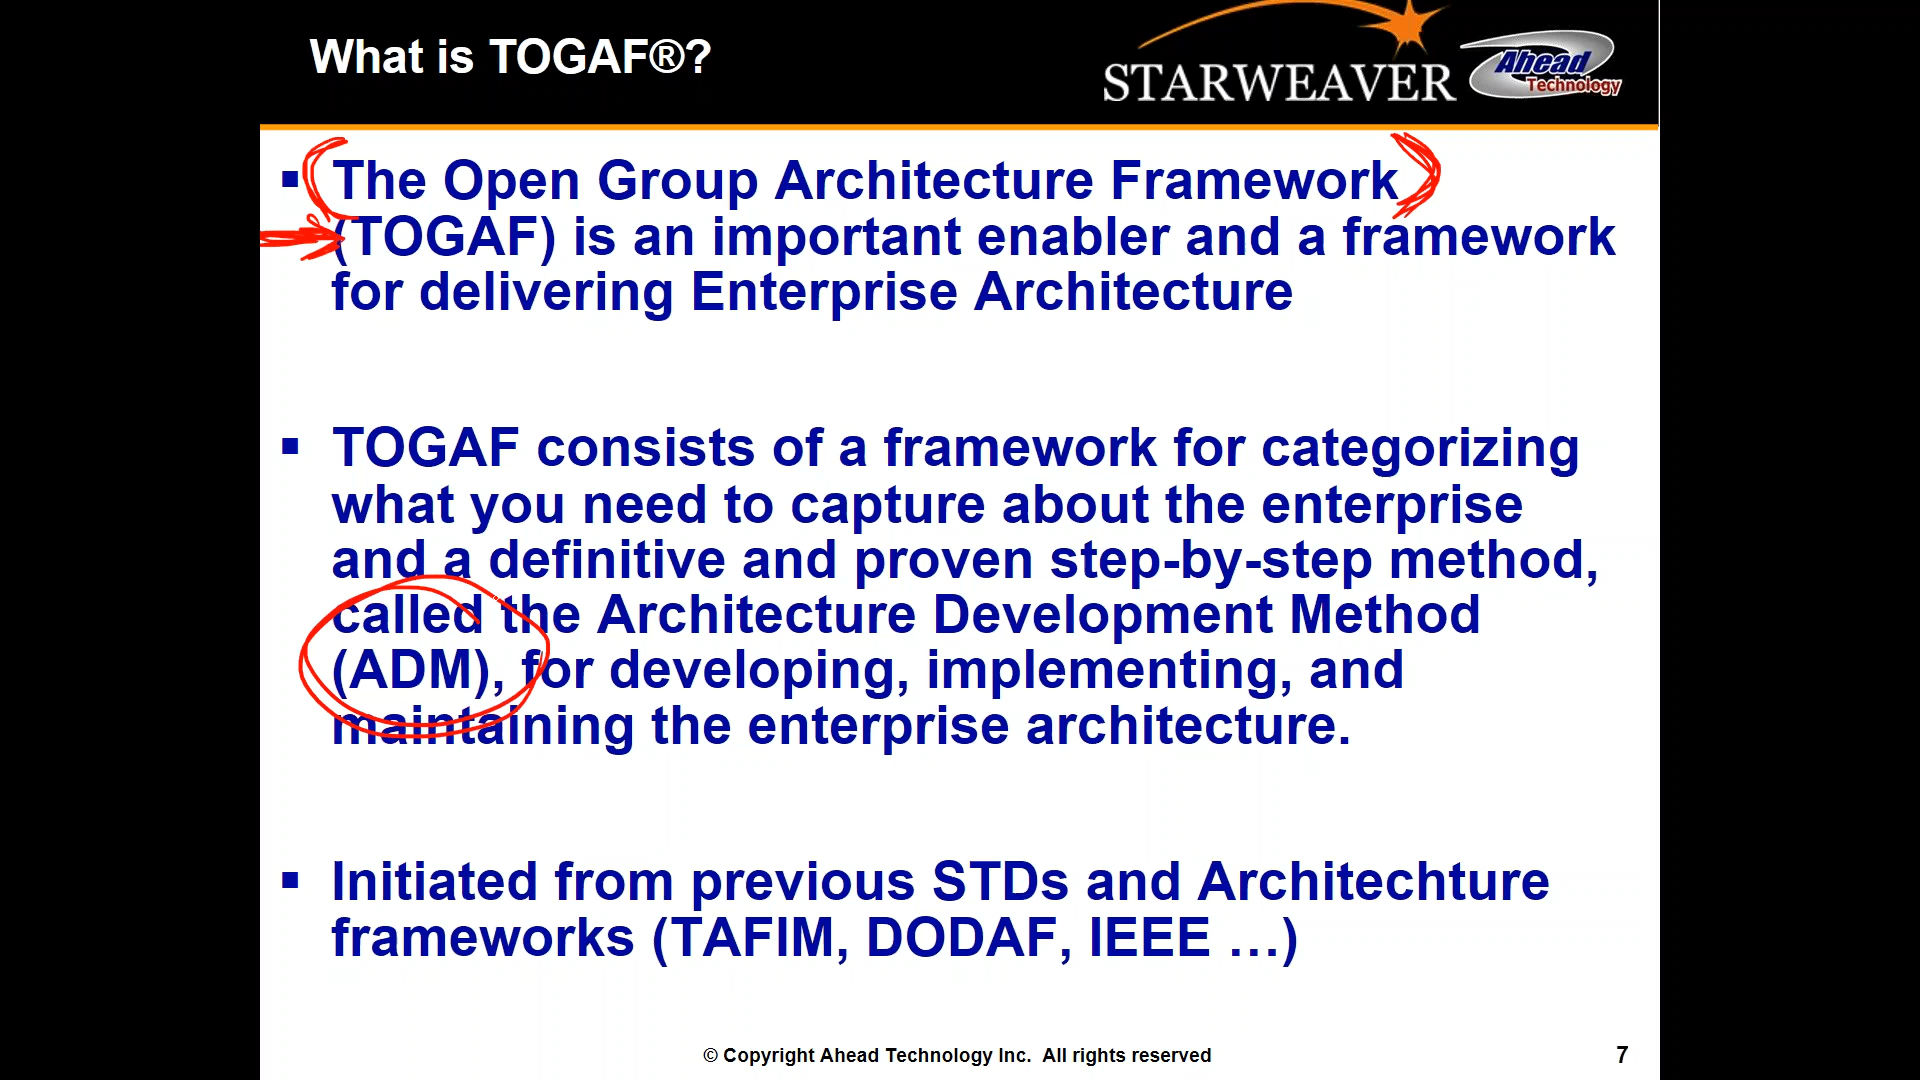 What is TOGAF®?
STARWEAVER
Ahead
Technology
▪ The Open Group Architecture Framework
(TOGAF) is an important enabler and a framework
for delivering Enterprise Architecture
▪ TOGAF consists of a framework for categorizing
what you need to capture about the enterprise
and a definitive and proven step-by-step method,
called the Architecture Development Method
(ADM), for developing, implementing, and
maintaining the enterprise architecture.
▪ Initiated from previous STDs and Architechture
frameworks (TAFIM, DODAF, IEEE …)
© Copyright Ahead Technology Inc. All rights reserved
7